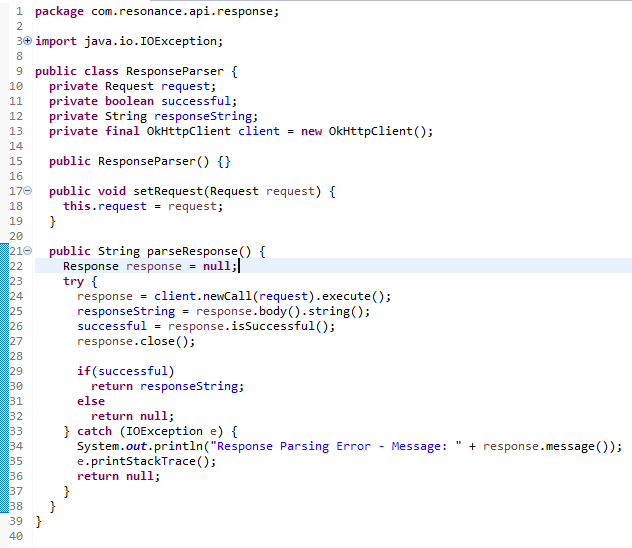 1 package com.resonance.api.response;
2
3 import java.io.IOException;
8
9 public class ResponseParser {
10   private Request request;
11   private boolean successful;
12   private String responseString;
13   private final OkHttpClient client = new OkHttpClient();
14
15   public ResponseParser() {}
16
17   public void setRequest(Request request) {
18     this.request = request;
19   }
20
21   public String parseResponse() {
22     Response response = null;
23     try {
24       response = client.newCall(request).execute();
25       responseString = response.body().string();
26       successful = response.isSuccessful();
27       response.close();
28
29       if(successful)
30         return responseString;
31       else
32         return null;
33     } catch (IOException e) {
34       System.out.println("Response Parsing Error - Message: " + response.message());
35       e.printStackTrace();
36       return null;
37     }
38   }
39 }
40